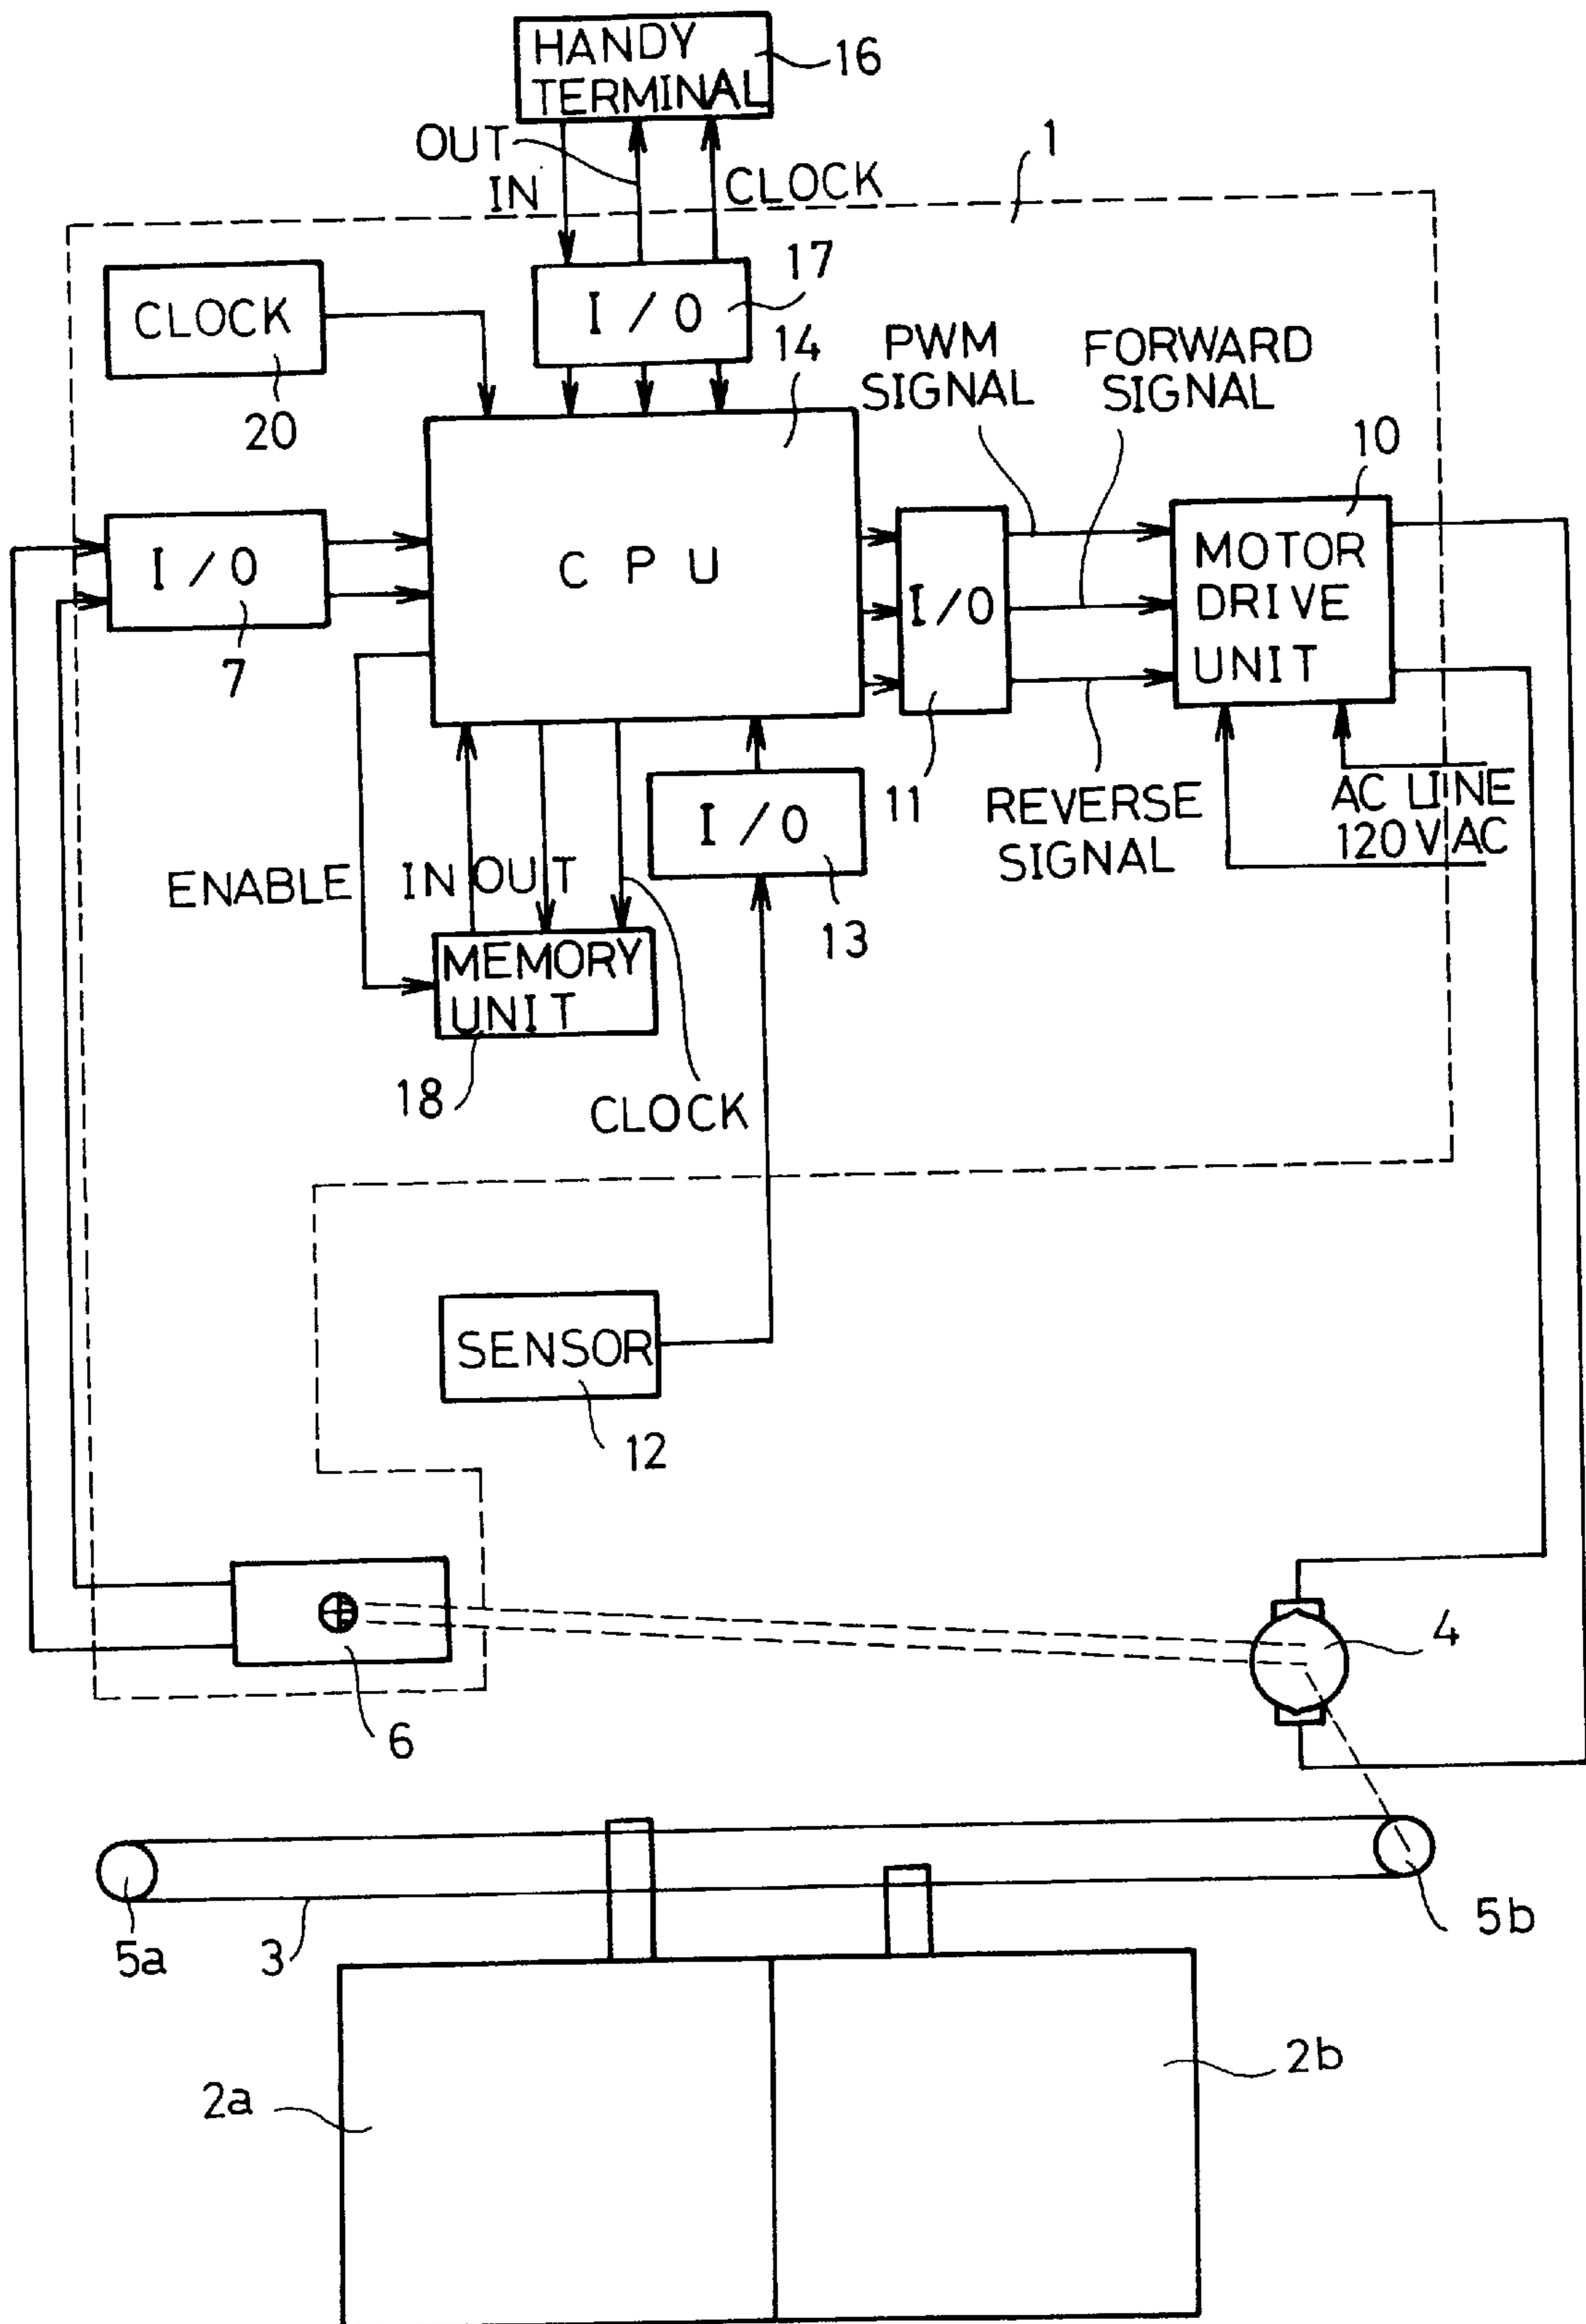 HANDY
TERMINAL
16
OUT
IN
CLOCK
1
17
CLOCK
I/O
20
14
PWM
SIGNAL
FORWARD
SIGNAL
10
I/O
7
CPU
I/O
11
MOTOR
DRIVE
UNIT
REVERSE
SIGNAL
AC LINE
120V AC
ENABLE
IN
OUT
I/O
13
MEMORY
UNIT
18
CLOCK
SENSOR
12
6
4
5a
3
5b
2a
2b